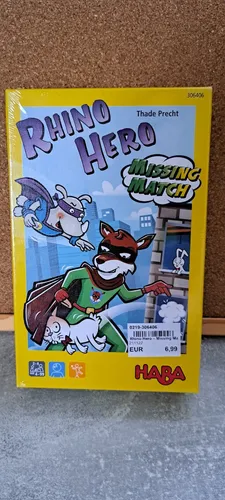 306406
Thade Precht
RHINO
HERO
MISSING
MATCH
0219-306406
Rhino Hero - Missing Ma
EUR 6,99
HABA